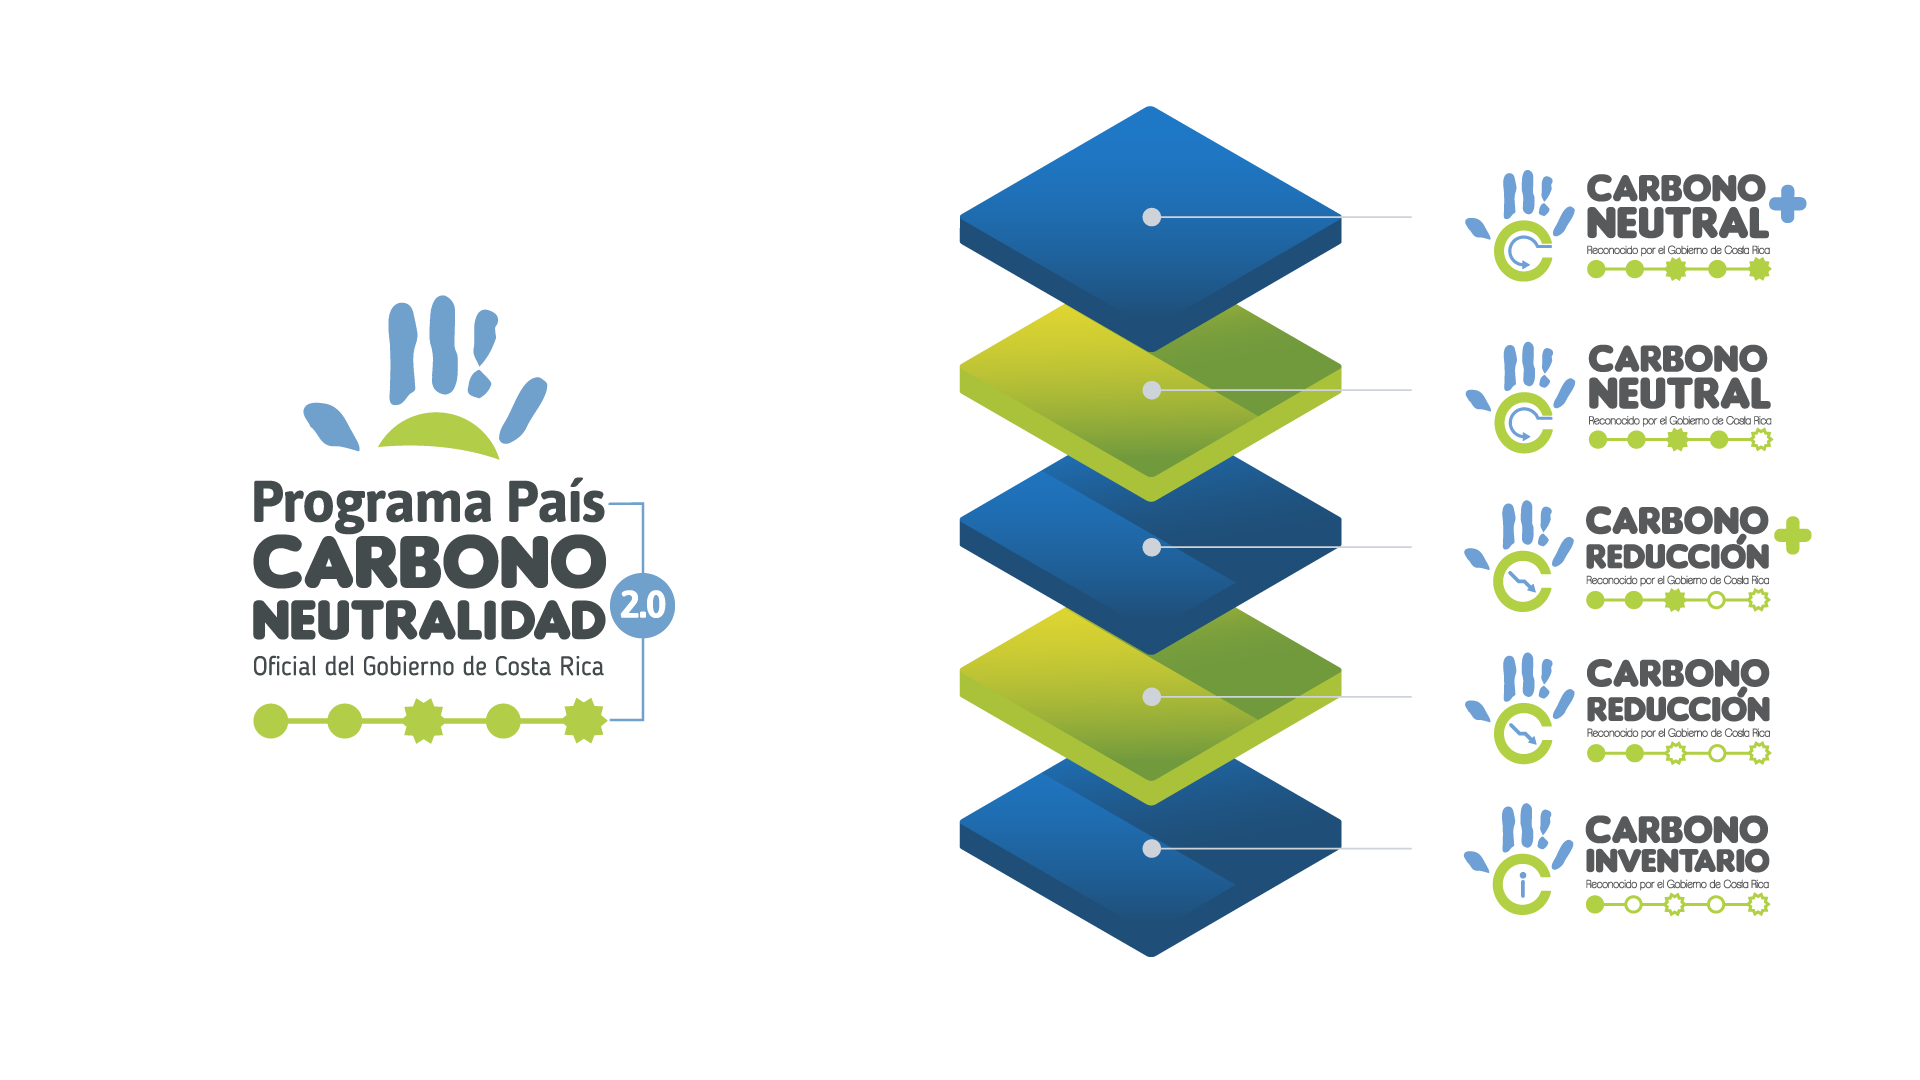 Programa País
CARBONO
NEUTRALIDAD
2.0
Oficial del Gobierno de Costa Rica
CARBONO
NEUTRAL
Reconocido por el Gobierno de Costa Rica
CARBONO
NEUTRAL
Reconocido por el Gobierno de Costa Rica
CARBONO
REDUCCIÓN
Reconocido por el Gobierno de Costa Rica
CARBONO
REDUCCIÓN
Reconocido por el Gobierno de Costa Rica
CARBONO
INVENTARIO
Reconocido por el Gobierno de Costa Rica